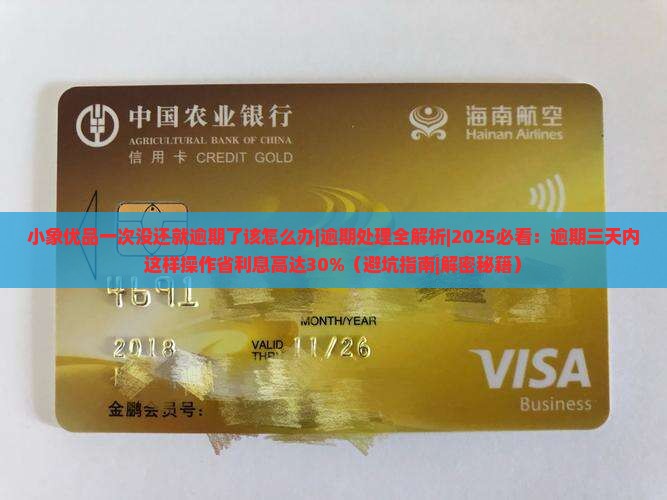 中国农业银行
AGRICULTURAL BANK OF CHINA
信用卡 CREDIT GOLD
海南航空
Hainan Airlines
小象优品一次没还就逾期了该怎么办|逾期处理全解析|2025必看：逾期三天内
这样操作省利息高达30%（避坑指南|解密秘籍）
4691
MONTH/YEAR
2018
VALID
THRU 11/26
VISA
Business
金鹏会员号：